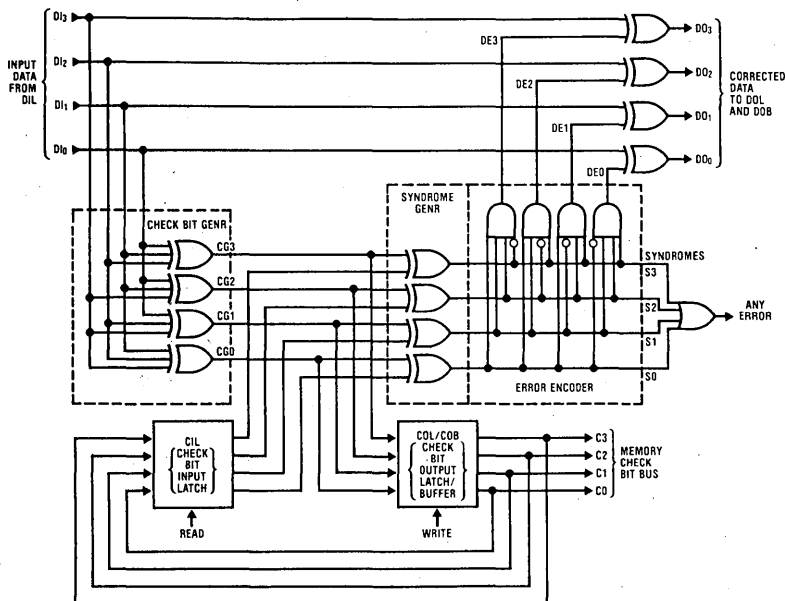 DI3
DI2
DI1
DI0
INPUT
DATA
FROM
DIL
DE3
DE2
DE1
DE0
DO3
DO2
DO1
DO0
CORRECTED
DATA
TO DOL
AND DOB
CHECK BIT GENR
CG3
CG2
CG1
CG0
SYNDROME
GENR
SYNDROMES
S3
S2
S1
S0
ERROR ENCODER
ANY
ERROR
CIL
CHECK
BIT
INPUT
LATCH
READ
COL/COB
CHECK
BIT
OUTPUT
LATCH/
BUFFER
WRITE
C3
C2
C1
C0
MEMORY
CHECK
BIT BUS